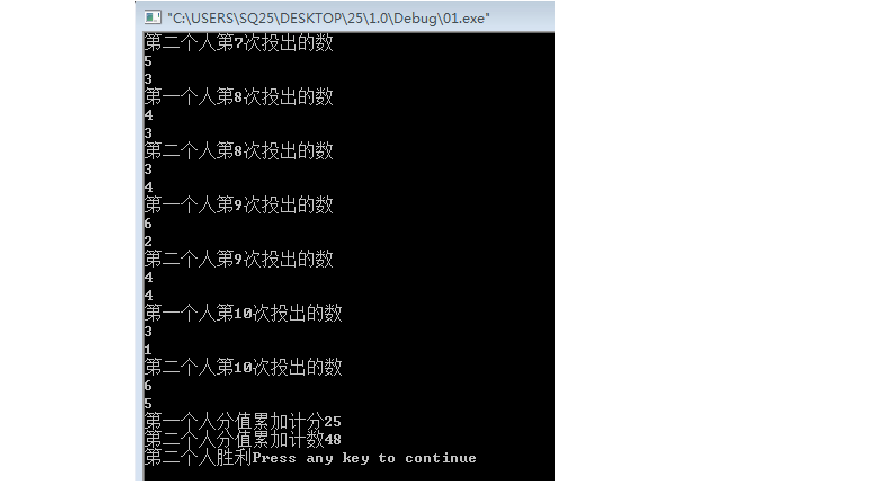 "C:\USERS\SQ25\DESKTOP\25\1.0\Debug\01.exe"
第二个人第7次投出的数
5
3
第一个人第8次投出的数
4
3
第二个人第8次投出的数
3
4
第一个人第9次投出的数
6
2
第二个人第9次投出的数
4
4
第一个人第10次投出的数
3
1
第二个人第10次投出的数
6
5
第一个人分值累加计分25
第二个人分值累加计数48
第二个人胜利Press any key to continue